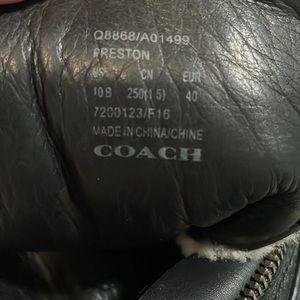 Q8868/A01499
PRESTON
US CN EUR
10 B 250(1.5) 40
7200123/F16
MADE IN CHINA/CHINE
COACH